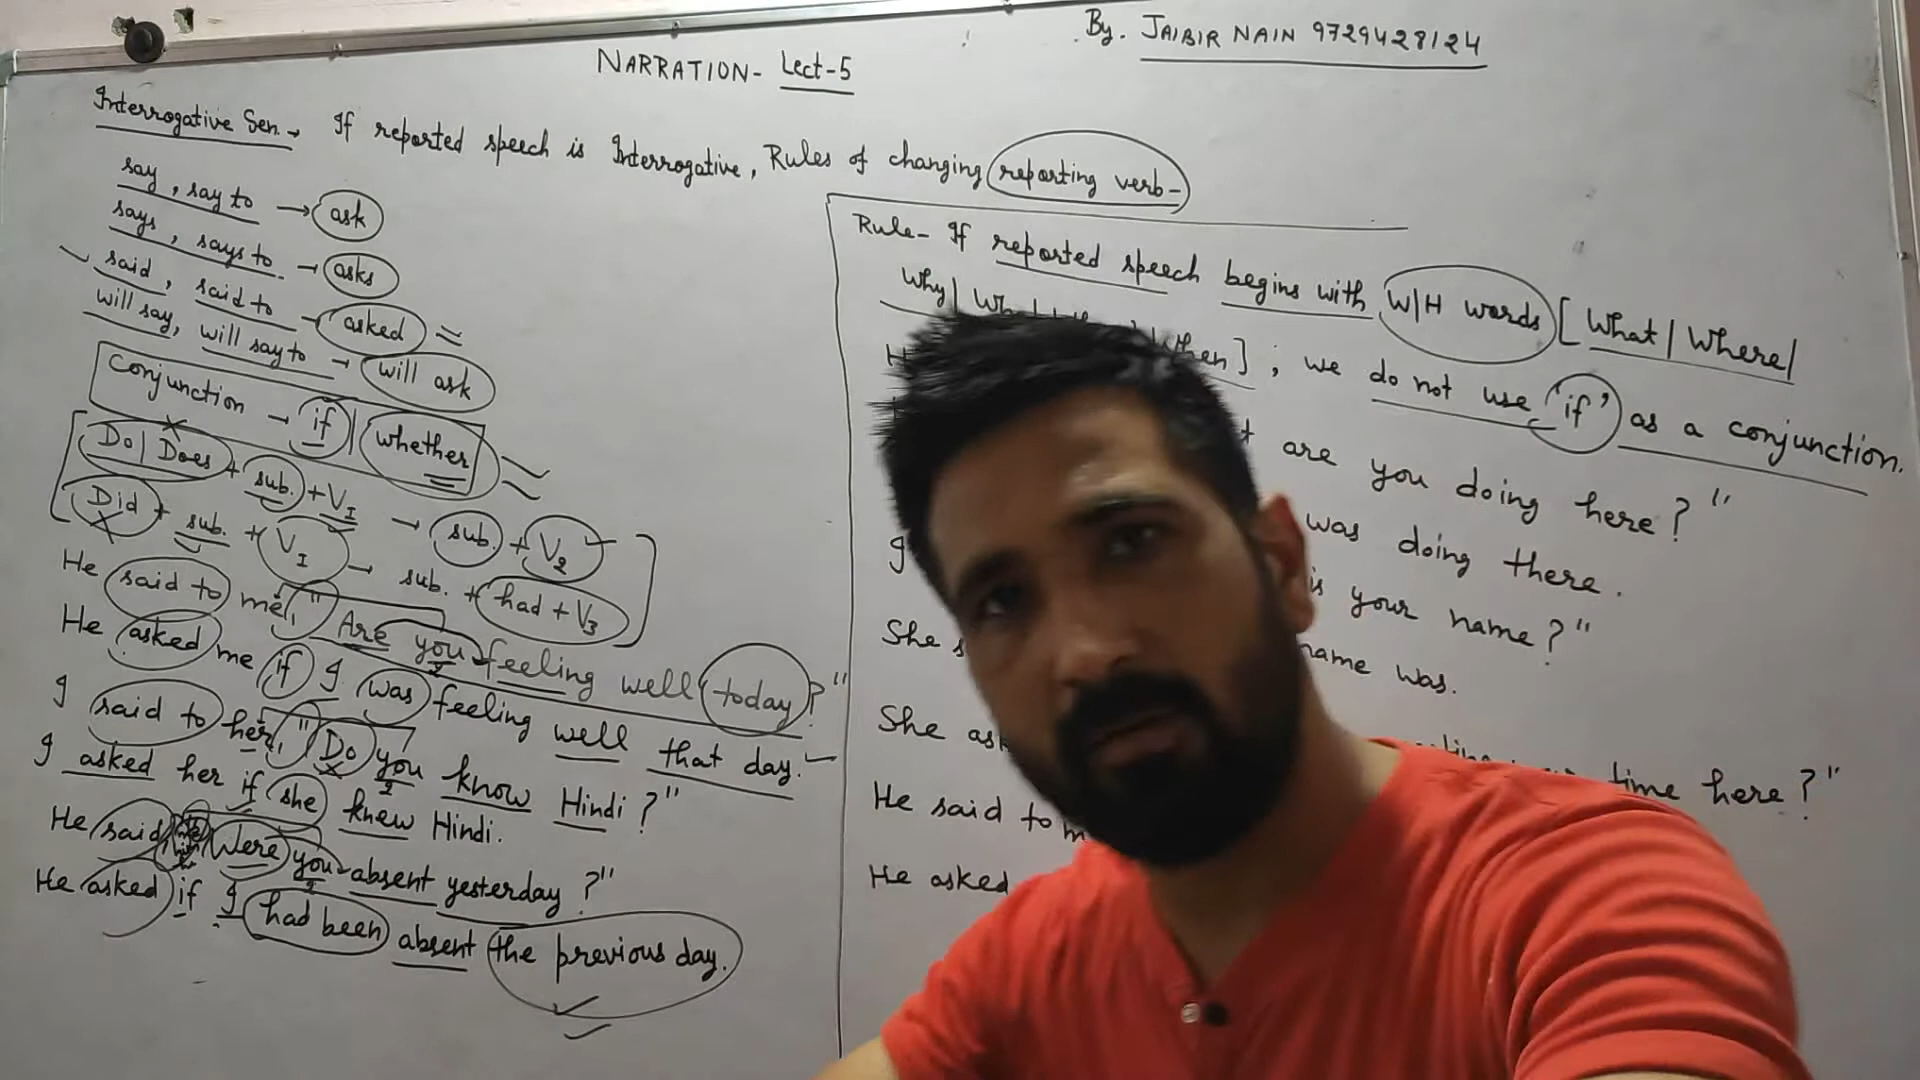 By. JAIBIR NAIN 9729428124
NARRATION- Lect-5
Interrogative Sen. → If reported speech is Interrogative, Rules of changing reporting verb-
say, say to → ask
says, says to → asks
said, said to → asked
will say, will say to → will ask
Conjunction → if | whether
Do | Does + sub. + V1 → sub. + V2
Did + sub. + V1 → sub. + had + V3
He said to me, "Are you feeling well today?"
He asked me if I was feeling well that day.
I said to her, "Do you know Hindi?"
I asked her if she knew Hindi.
He said "Were you absent yesterday?"
He asked if I had been absent the previous day.
Rule- If reported speech begins with W/H words [What | Where |
Why | ]; we do not use 'if' as a conjunction.
are you doing here?"
I was doing there.
She is your name?"
She name was.
He said to time here?"
He asked